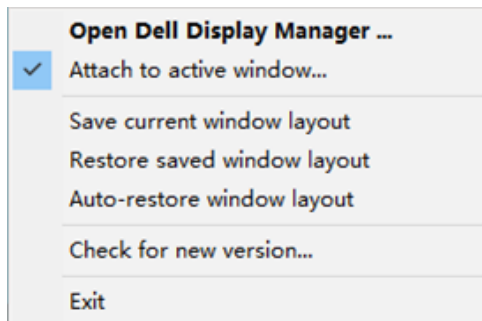 Open Dell Display Manager ...
Attach to active window...
Save current window layout
Restore saved window layout
Auto-restore window layout
Check for new version...
Exit